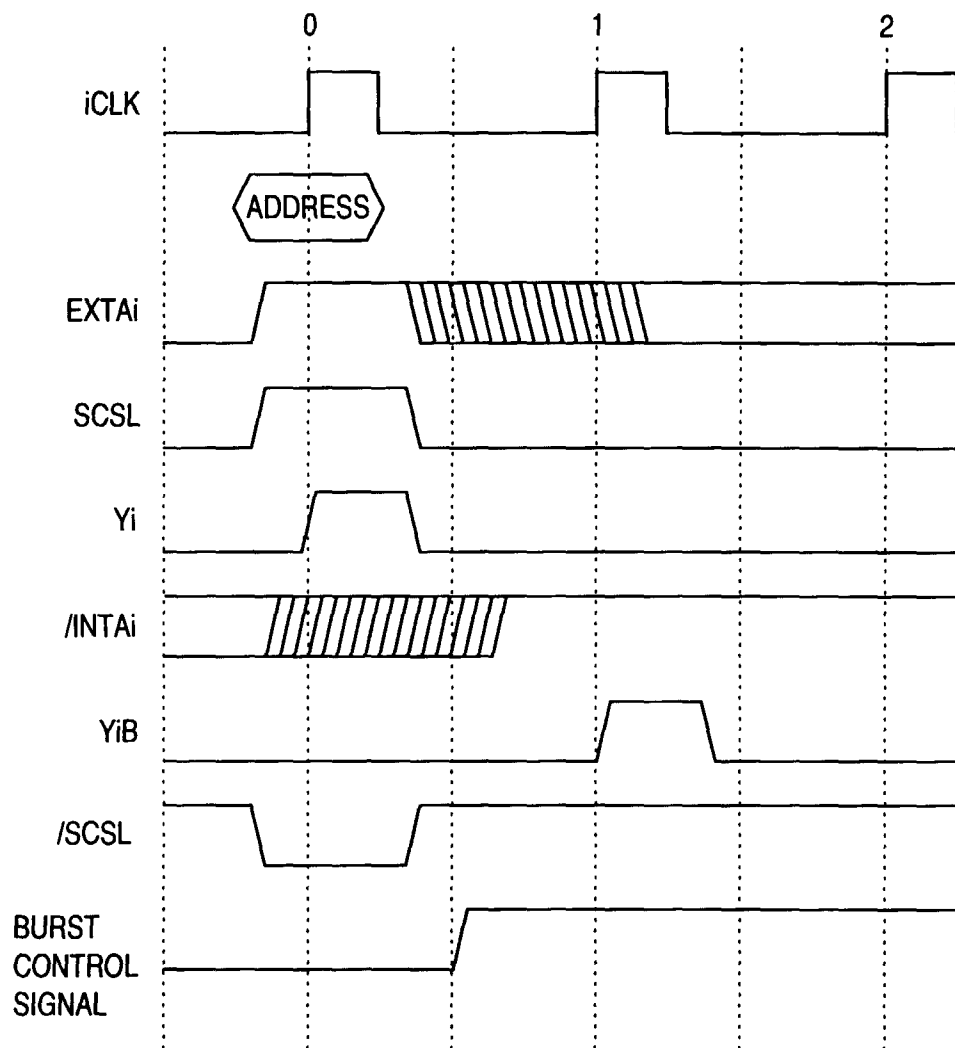 0 1 2
iCLK
ADDRESS
EXTAi
SCSL
Yi
/INTAi
YiB
/SCSL
BURST
CONTROL
SIGNAL